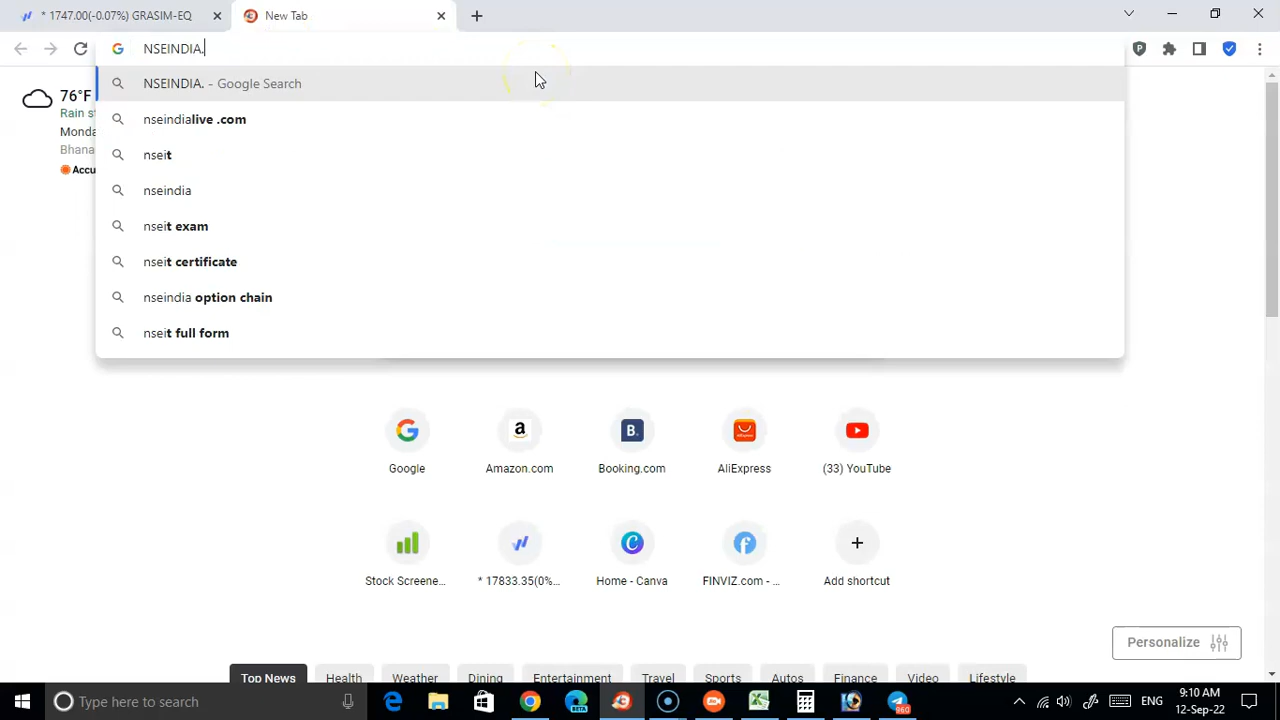 * 1747.00(-0.07%) GRASIM-EQ
New Tab
NSEINDIA.
NSEINDIA. - Google Search
nseindialive .com
nseit
nseindia
nseit exam
nseit certificate
nseindia option chain
nseit full form
76°F
Rain st
Monda
Bhana
Accu
Google
Amazon.com
Booking.com
AliExpress
(33) YouTube
Stock Screene...
* 17833.35(0%...
Home - Canva
FINVIZ.com - ...
Add shortcut
Personalize
Top News Health Weather Dining Entertainment Travel Sports Autos Finance Video Lifestyle
Type here to search
ENG
9:10 AM
12-Sep-22